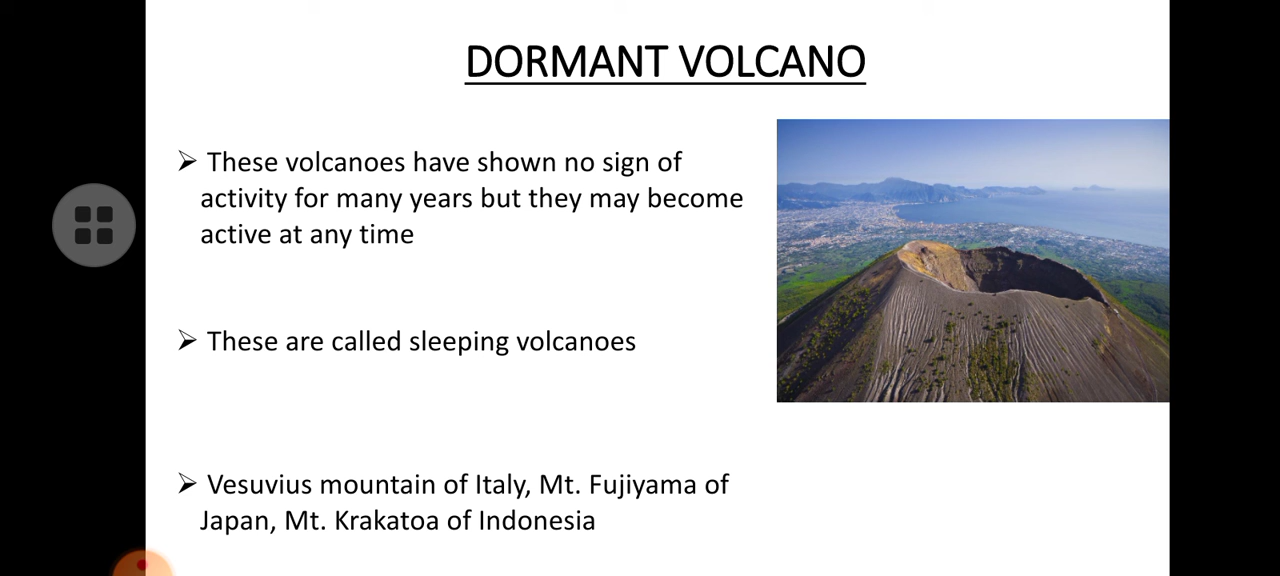 DORMANT VOLCANO
➢ These volcanoes have shown no sign of
activity for many years but they may become
active at any time
➢ These are called sleeping volcanoes
➢ Vesuvius mountain of Italy, Mt. Fujiyama of
Japan, Mt. Krakatoa of Indonesia